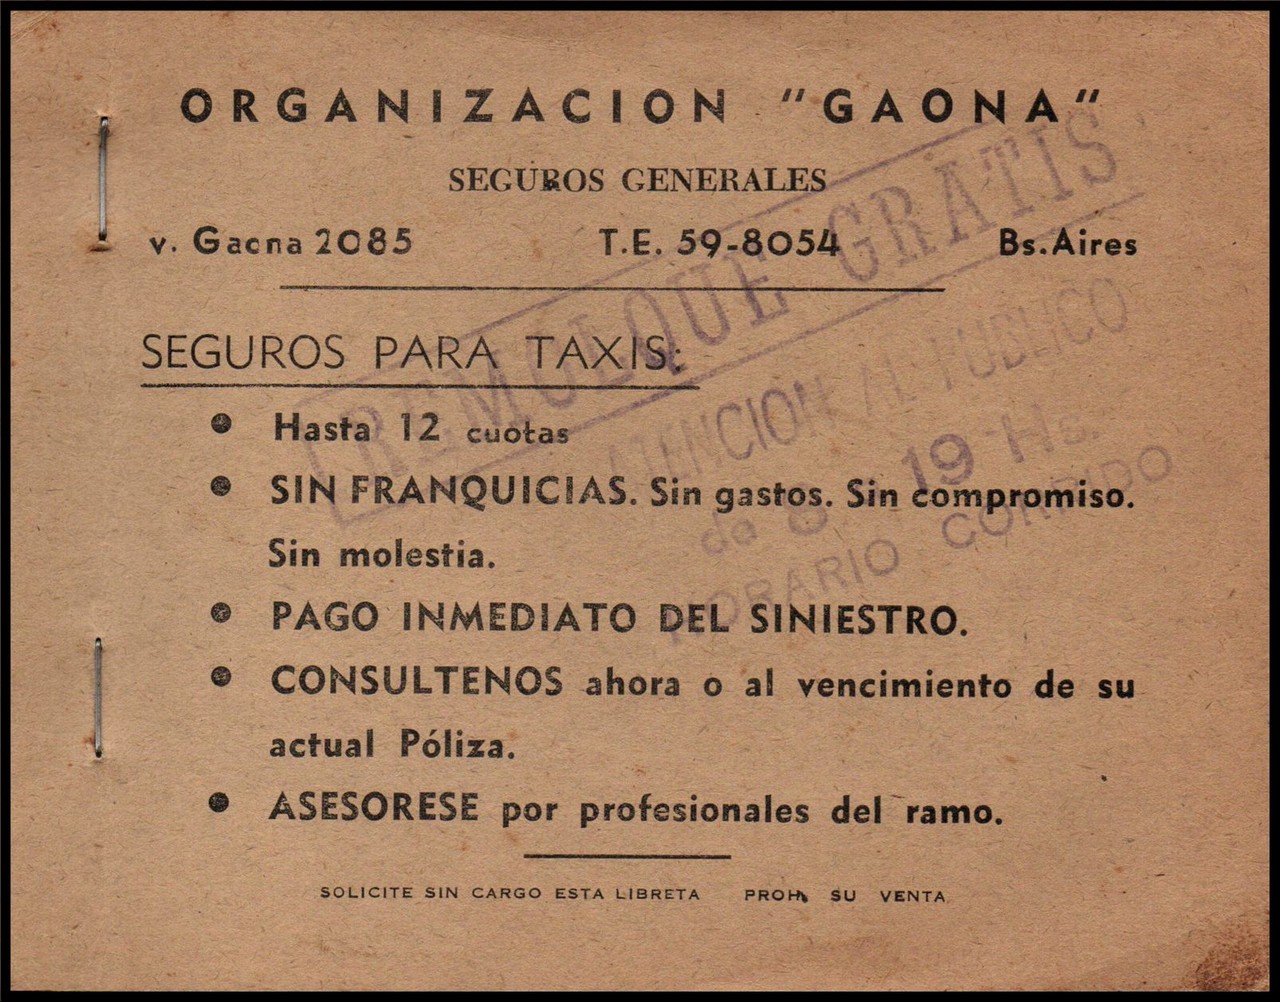 ORGANIZACION "GAONA"
SEGUROS GENERALES
v. Gaona 2085 T.E. 59-8054 Bs. Aires
SEGUROS PARA TAXIS:
• Hasta 12 cuotas
• SIN FRANQUICIAS. Sin gastos. Sin compromiso.
Sin molestia.
• PAGO INMEDIATO DEL SINIESTRO.
• CONSULTENOS ahora o al vencimiento de su
actual Póliza.
• ASESORESE por profesionales del ramo.
SOLICITE SIN CARGO ESTA LIBRETA PROH. SU VENTA
REMOLQUE GRATIS
ATENCION AL PUBLICO
de 8 19 Hs.
HORARIO CORRIDO